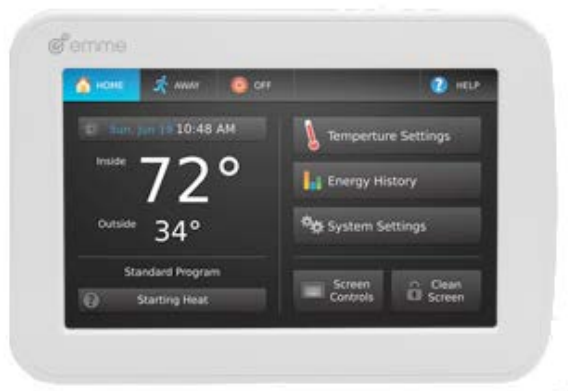 emme
HOME AWAY OFF HELP
Sun, Jun 19 10:48 AM
Inside
72°
Outside
34°
Standard Program
Starting Heat
Temperture Settings
Energy History
System Settings
Screen
Controls
Clean
Screen